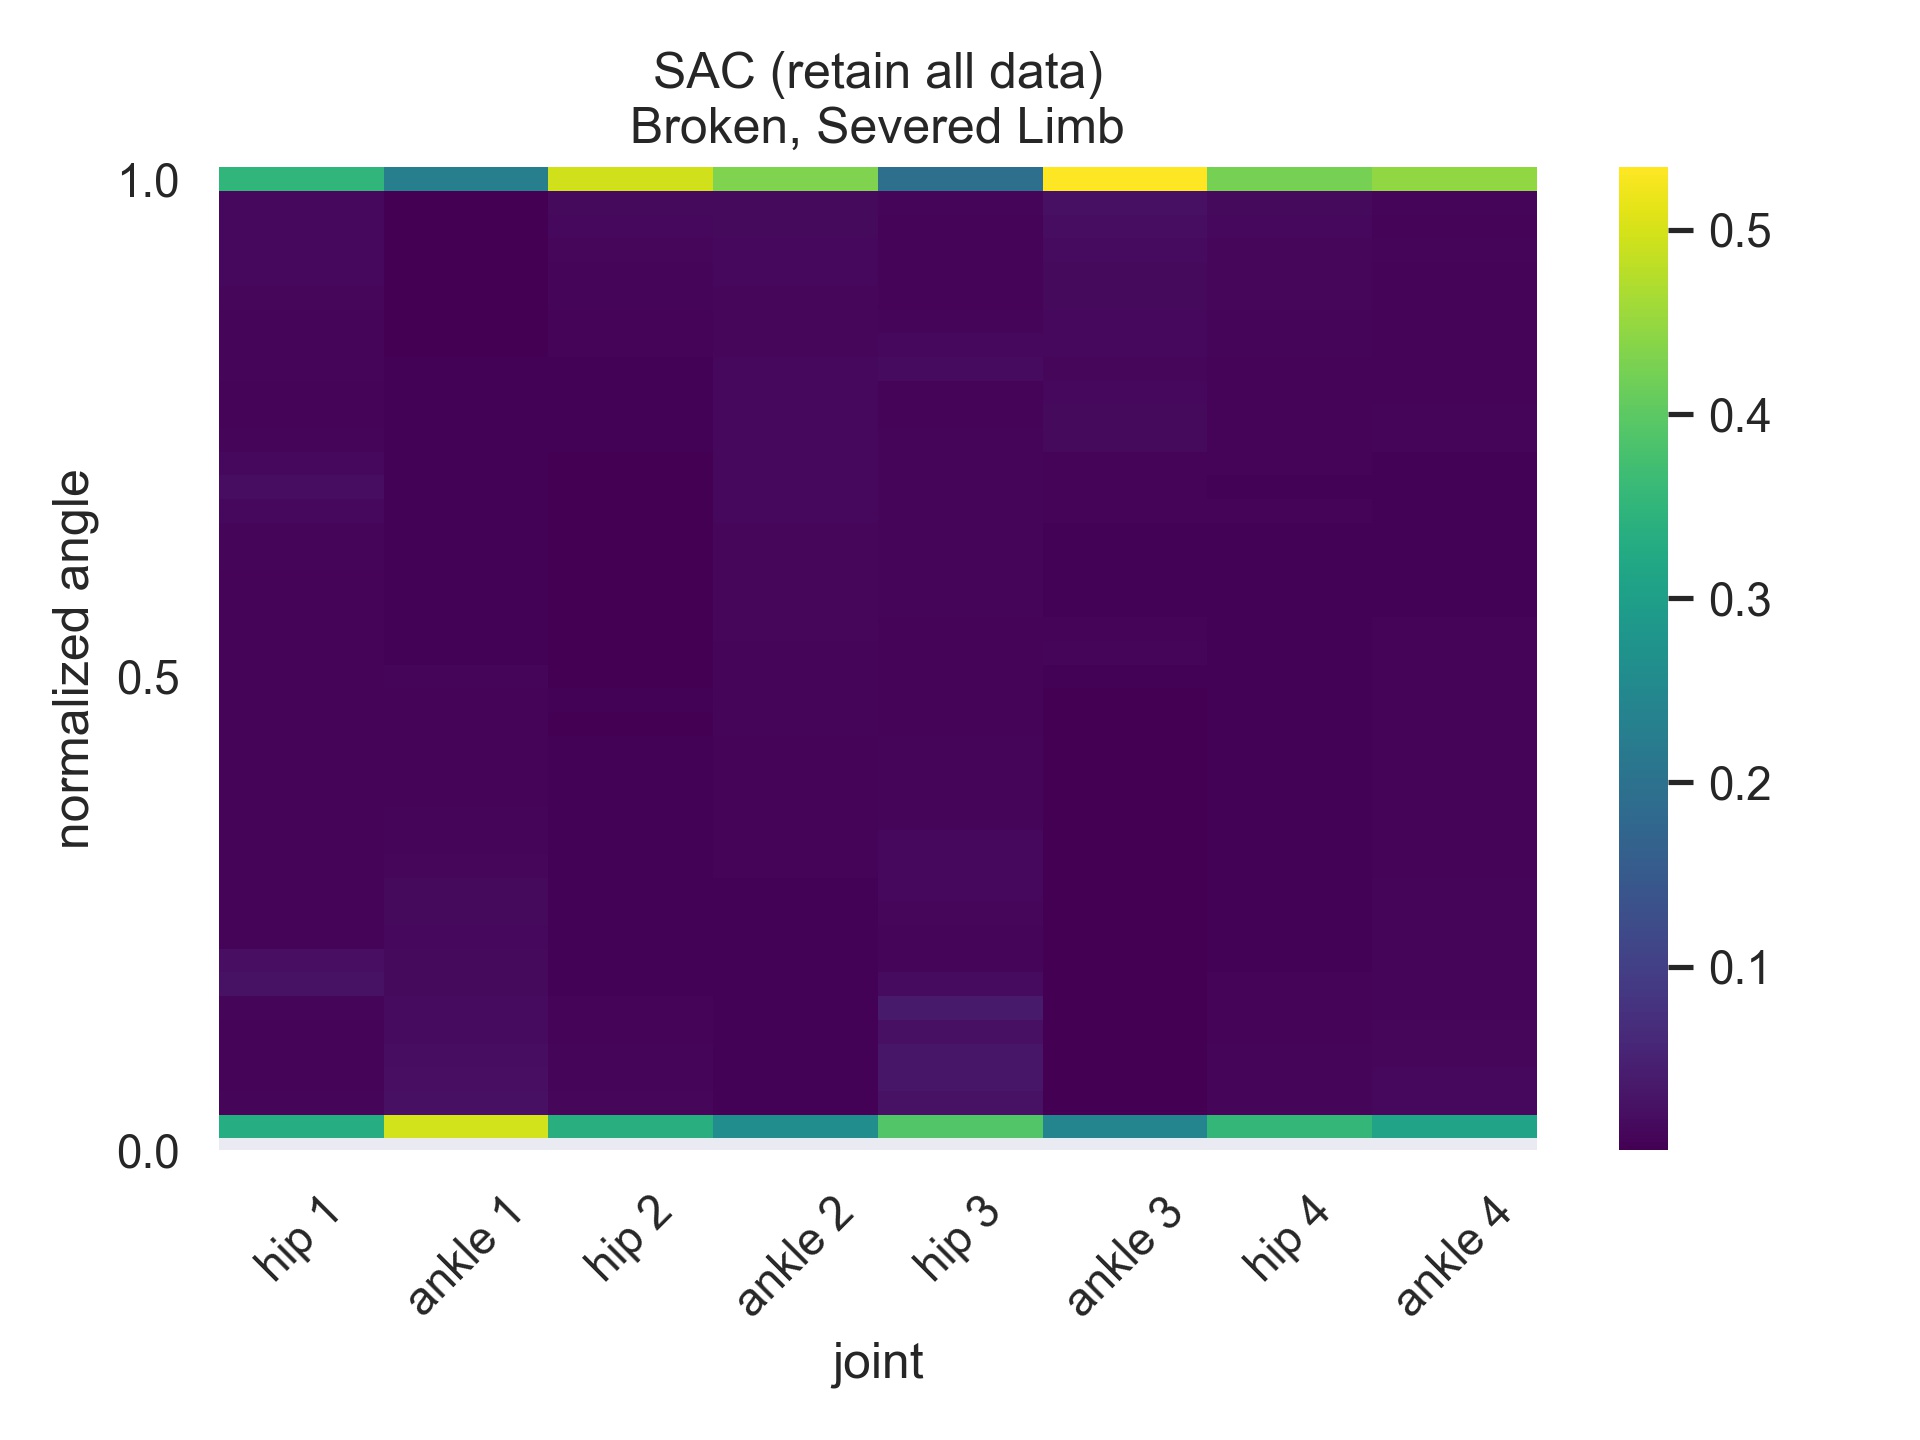 SAC (retain all data)
Broken, Severed Limb
1.0
0.5
0.0
normalized angle
hip 1
ankle 1
hip 2
ankle 2
hip 3
ankle 3
hip 4
ankle 4
joint
0.5
0.4
0.3
0.2
0.1